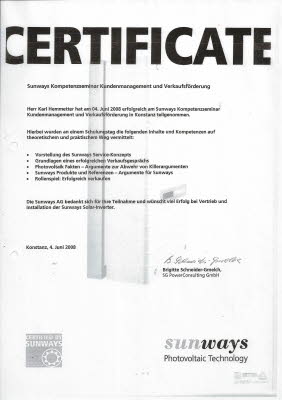 CERTIFICATE
Sunways Kompetenzseminar Kundenmanagement und Verkaufsförderung
Herr Karl Hemmetter hat am 04. Juni 2008 erfolgreich am Sunways Kompetenzseminar
Kundenmanagement und Verkaufsförderung in Konstanz teilgenommen.
Hierbei wurden an einem Schulungstag die folgenden Inhalte und Kompetenzen auf
theoretischem und praktischem Weg vermittelt:
• Vorstellung des Sunways Service-Konzepts
• Grundlagen eines erfolgreichen Verkaufsgesprächs
• Photovoltaik Fakten – Argumente zur Abwehr von Killerargumenten
• Sunways Produkte und Referenzen – Argumente für Sunways
• Rollenspiel: Erfolgreich verkaufen
Die Sunways AG bedankt sich für Ihre Teilnahme und wünscht viel Erfolg bei Vertrieb und
Installation der Sunways Solar-Inverter.
Konstanz, 4. Juni 2008
B. Schneider-Gmelch
Brigitte Schneider-Gmelch,
SG PowerConsulting GmbH
CERTIFIED BY
SUNWAYS
sunways
Photovoltaic Technology